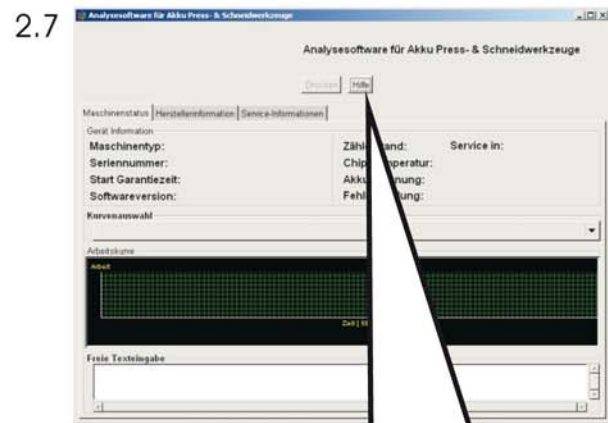 2.7
Analysesoftware für Akku Press- & Schneidwerkzeuge
Analysesoftware für Akku Press- & Schneidwerkzeuge
Drucken Hilfe
Maschinenstatus Herstellerinformation Service-Informationen
Gerät Information
Maschinentyp:
Seriennummer:
Start Garantiezeit:
Softwareversion:
Service in:
Kurvenauswahl
Arbeitskurve
Arbeit
Zeit
Freie Texteingabe